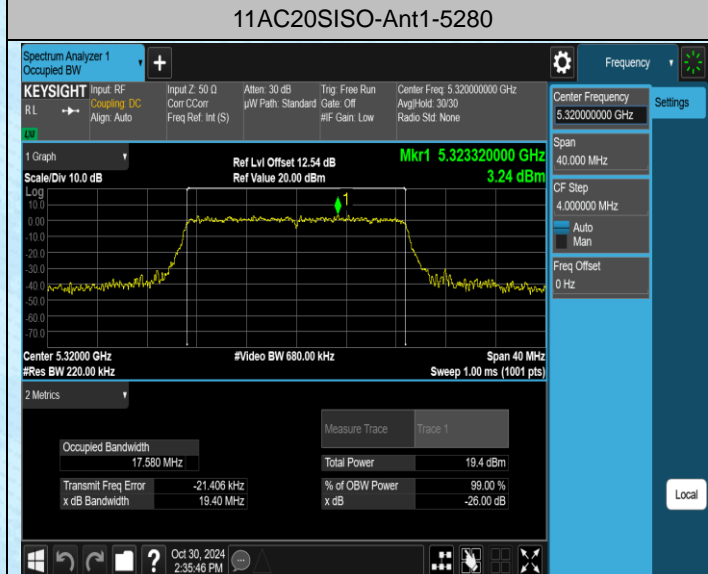 11AC20SISO-Ant1-5280
Spectrum Analyzer 1
Occupied BW
Frequency
KEYSIGHT
Input: RF
Coupling: DC
Align: Auto
Input Z: 50 Ω
Corr CCorr
Freq Ref: Int (S)
Atten: 30 dB
µW Path: Standard
Trig: Free Run
Gate: Off
#IF Gain: Low
Center Freq: 5.320000000 GHz
Avg|Hold: 30/30
Radio Std: None
RL
Center Frequency
5.320000000 GHz
Settings
Span
40.000 MHz
CF Step
4.000000 MHz
Auto
Man
Freq Offset
0 Hz
1 Graph
Ref Lvl Offset 12.54 dB
Mkr1 5.323320000 GHz
Scale/Div 10.0 dB
Ref Value 20.00 dBm
3.24 dBm
Log
10.0
0.00
-10.0
-20.0
-30.0
-40.0
-50.0
-60.0
-70.0
1
Center 5.32000 GHz
#Video BW 680.00 kHz
Span 40 MHz
#Res BW 220.00 kHz
Sweep 1.00 ms (1001 pts)
2 Metrics
Measure Trace
Trace 1
Occupied Bandwidth
17.580 MHz
Total Power
19.4 dBm
Transmit Freq Error
-21.406 kHz
% of OBW Power
99.00 %
x dB Bandwidth
19.40 MHz
x dB
-26.00 dB
Local
Oct 30, 2024
2:35:46 PM